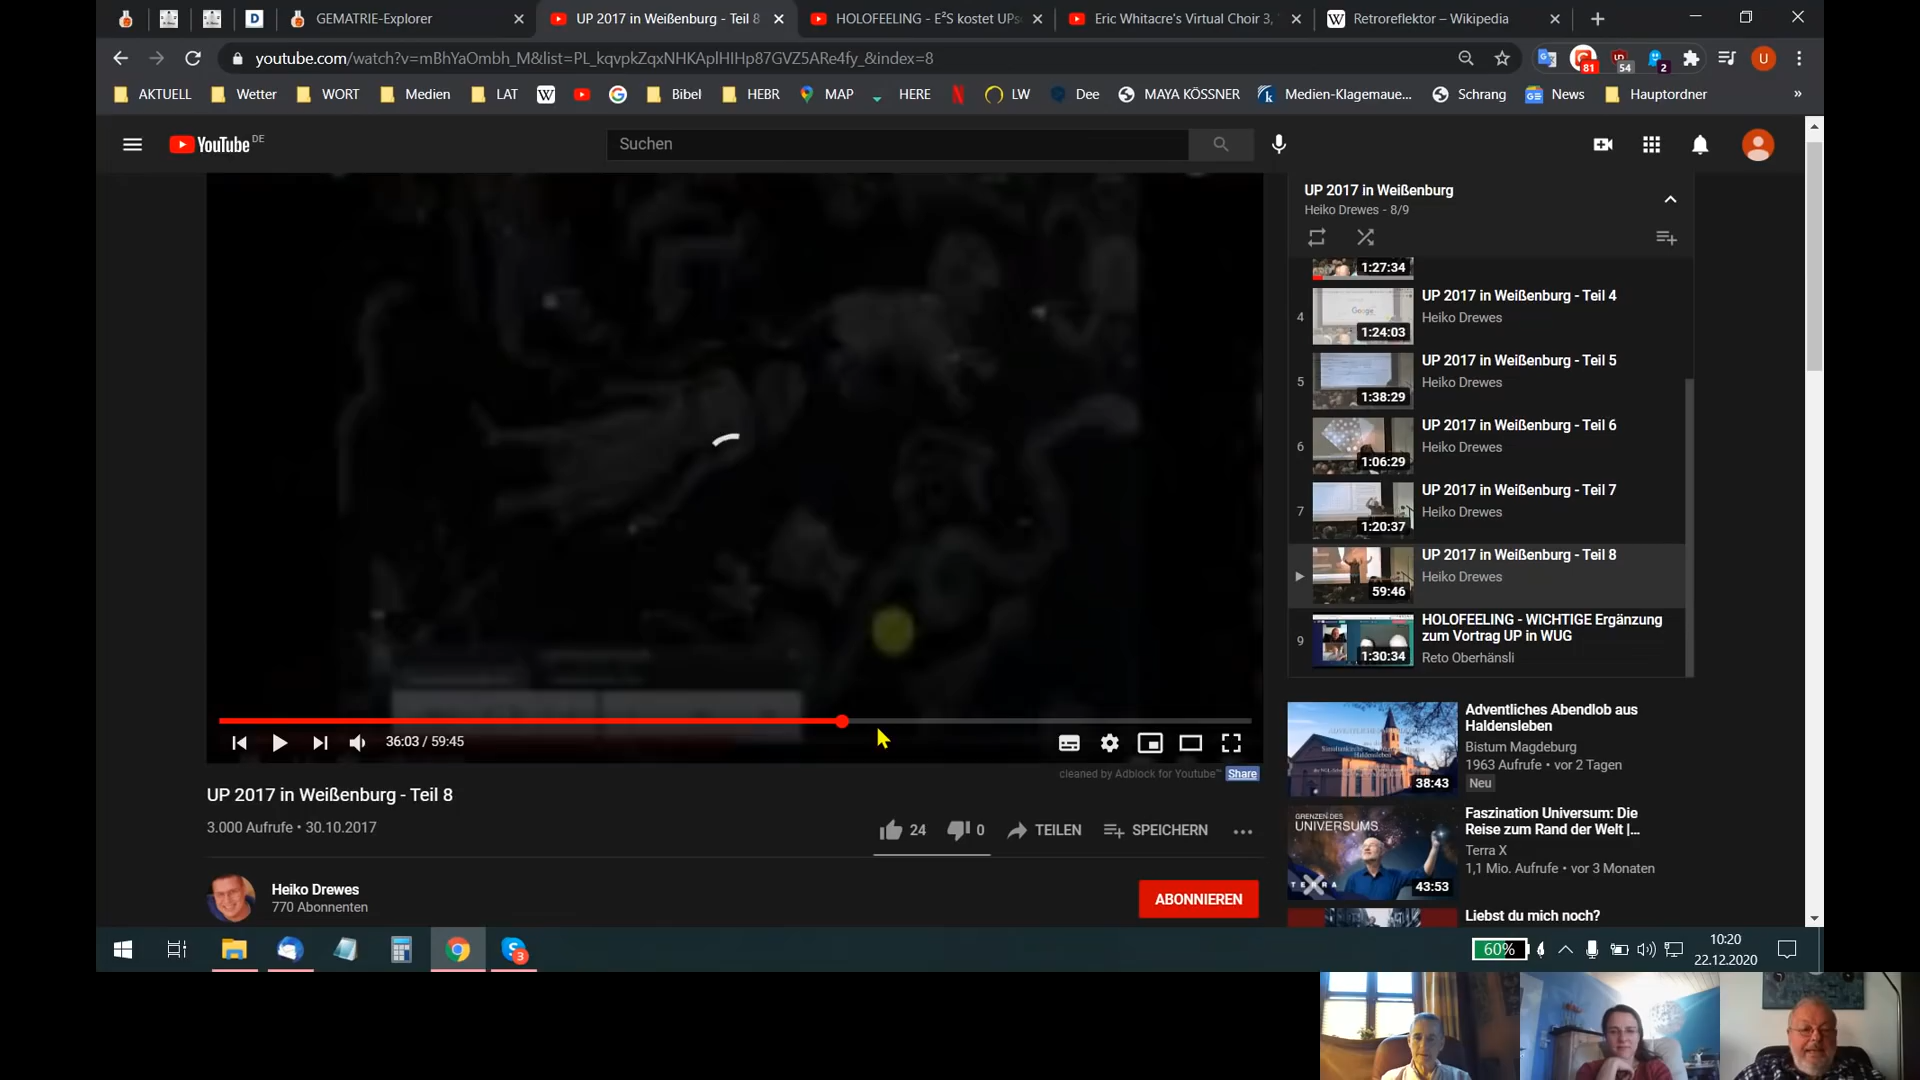 GEMATRIE-Explorer
UP 2017 in Weißenburg - Teil 8
HOLOFEELING - E²S kostet UPs
Eric Whitacre's Virtual Choir 3,
Retroreflektor – Wikipedia
youtube.com/watch?v=mBhYaOmbh_M&list=PL_kqvpkZqxNHKAplHIHp87GVZ5ARe4fy_&index=8
81
54
2
U
AKTUELL
Wetter
WORT
Medien
LAT
Bibel
HEBR
MAP
HERE
LW
Dee
MAYA KÖSSNER
Medien-Klagemaue...
Schrang
News
Hauptordner
»
YouTube DE
Suchen
UP 2017 in Weißenburg
Heiko Drewes - 8/9
1:27:34
4
1:24:03
UP 2017 in Weißenburg - Teil 4
Heiko Drewes
5
1:38:29
UP 2017 in Weißenburg - Teil 5
Heiko Drewes
6
1:06:29
UP 2017 in Weißenburg - Teil 6
Heiko Drewes
7
1:20:37
UP 2017 in Weißenburg - Teil 7
Heiko Drewes
59:46
UP 2017 in Weißenburg - Teil 8
Heiko Drewes
9
1:30:34
HOLOFEELING - WICHTIGE Ergänzung
zum Vortrag UP in WUG
Reto Oberhänsli
36:03 / 59:45
cleaned by Adblock for Youtube™ Share
UP 2017 in Weißenburg - Teil 8
3.000 Aufrufe • 30.10.2017
24
0
TEILEN
SPEICHERN
Heiko Drewes
770 Abonnenten
ABONNIEREN
38:43
Adventliches Abendlob aus
Haldensleben
Bistum Magdeburg
1963 Aufrufe • vor 2 Tagen
Neu
GRENZEN DES
UNIVERSUMS
43:53
Faszination Universum: Die
Reise zum Rand der Welt |...
Terra X
1,1 Mio. Aufrufe • vor 3 Monaten
Liebst du mich noch?
3
60%
10:20
22.12.2020